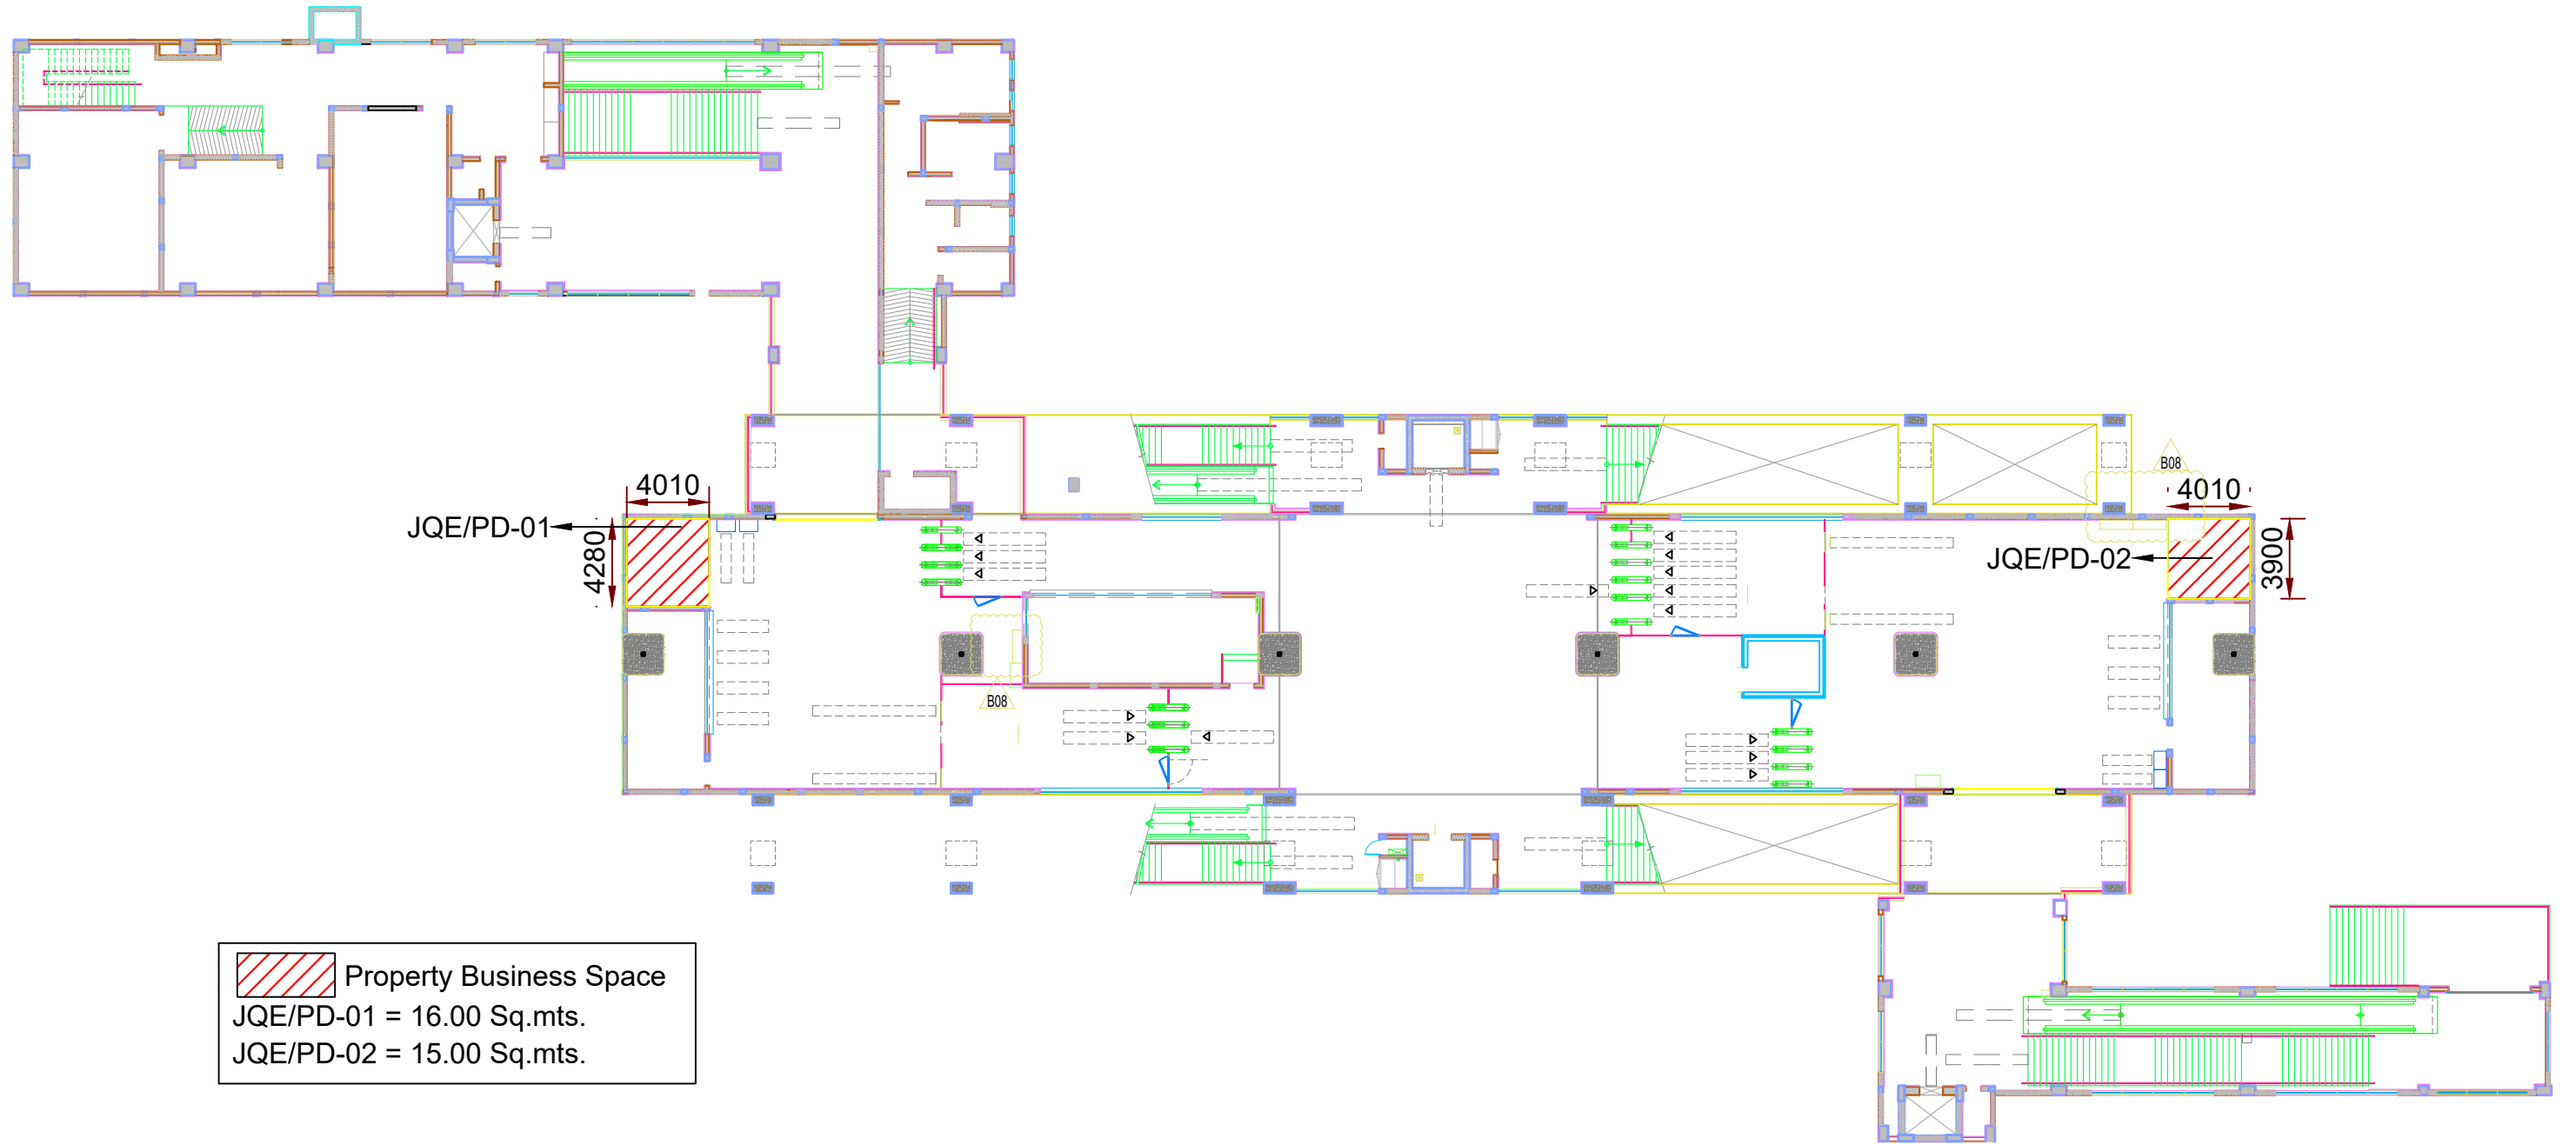 B08
4010
4010
JQE/PD-01
4280
JQE/PD-02
3900
B08
Property Business Space
JQE/PD-01 = 16.00 Sq.mts.
JQE/PD-02 = 15.00 Sq.mts.